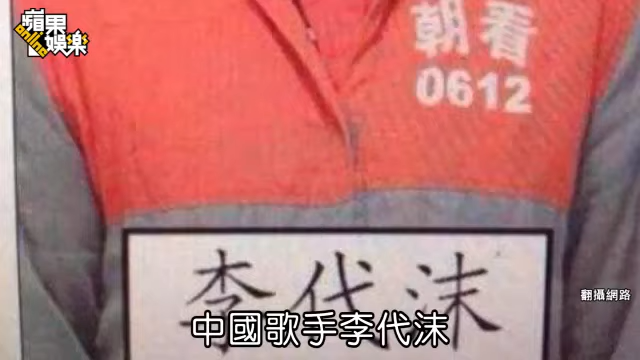 蘋果
online
娛樂
朝看
0612
李代沫
翻攝網路
中國歌手李代沫